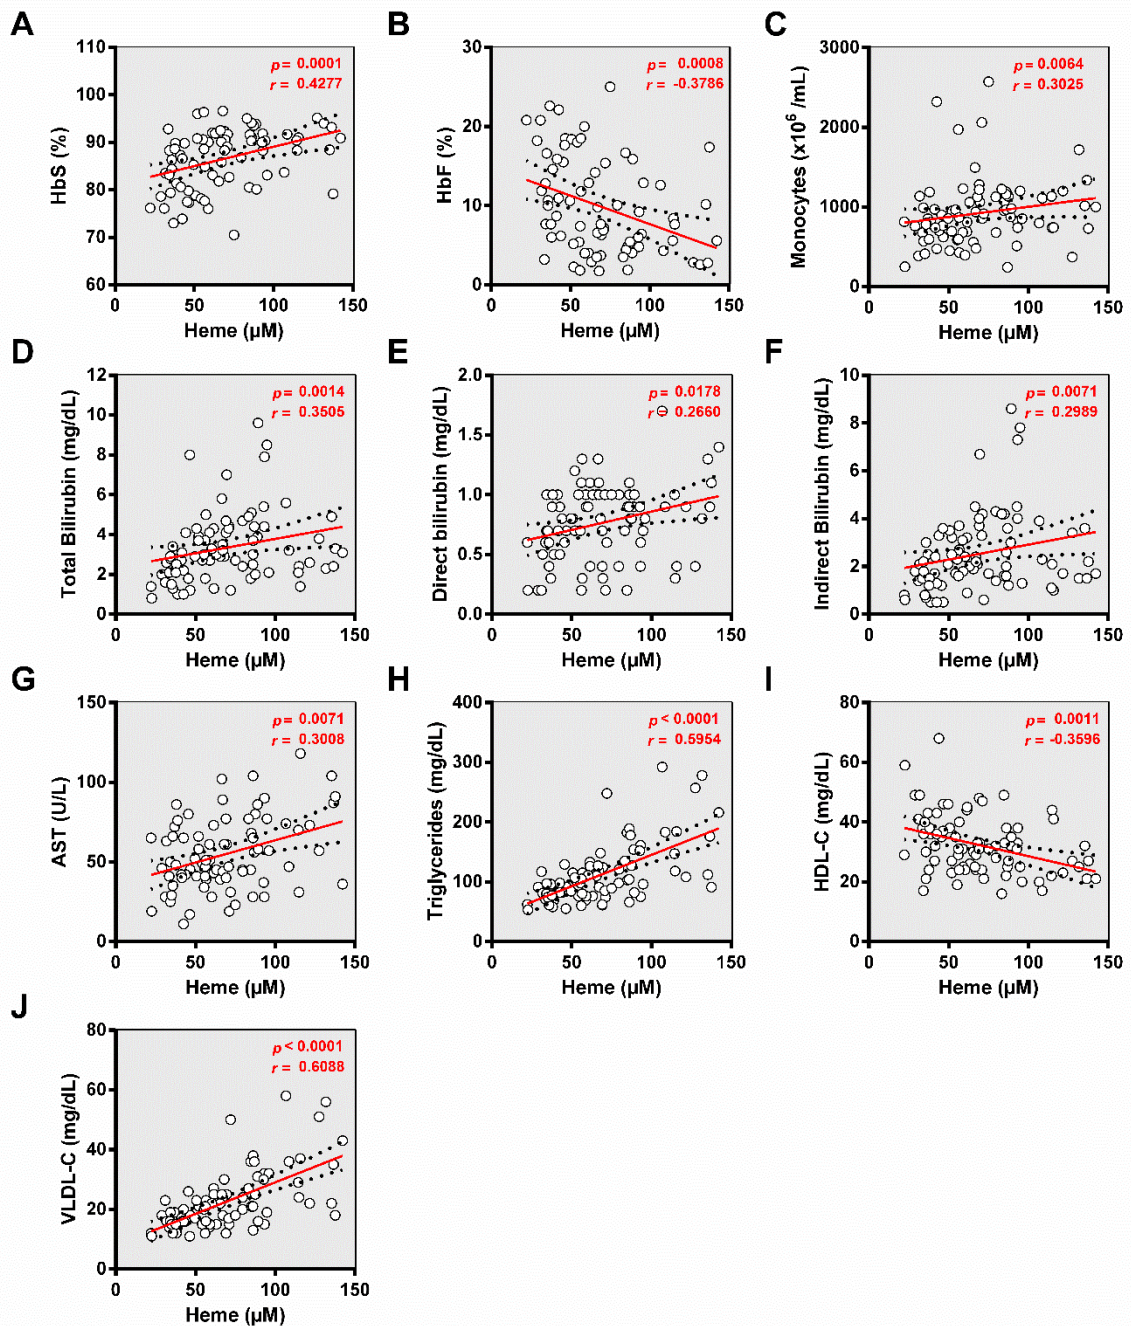 A
HbS (%)
110
100
90
80
70
60
p = 0.0001
r = 0.4277
0 50 100 150
Heme (µM)
B
HbF (%)
30
20
10
0
p = 0.0008
r = -0.3786
0 50 100 150
Heme (µM)
C
Monocytes (x10⁶ /mL)
3000
2000
1000
0
p = 0.0064
r = 0.3025
0 50 100 150
Heme (µM)
D
Total Bilirubin (mg/dL)
12
10
8
6
4
2
0
p = 0.0014
r = 0.3505
0 50 100 150
Heme (µM)
E
Direct bilirubin (mg/dL)
2.0
1.5
1.0
0.5
0.0
p = 0.0178
r = 0.2660
0 50 100 150
Heme (µM)
F
Indirect Bilirubin (mg/dL)
10
8
6
4
2
0
p = 0.0071
r = 0.2989
0 50 100 150
Heme (µM)
G
AST (U/L)
150
100
50
0
p = 0.0071
r = 0.3008
0 50 100 150
Heme (µM)
H
Triglycerides (mg/dL)
400
300
200
100
0
p < 0.0001
r = 0.5954
0 50 100 150
Heme (µM)
I
HDL-C (mg/dL)
80
60
40
20
0
p = 0.0011
r = -0.3596
0 50 100 150
Heme (µM)
J
VLDL-C (mg/dL)
80
60
40
20
0
p < 0.0001
r = 0.6088
0 50 100 150
Heme (µM)